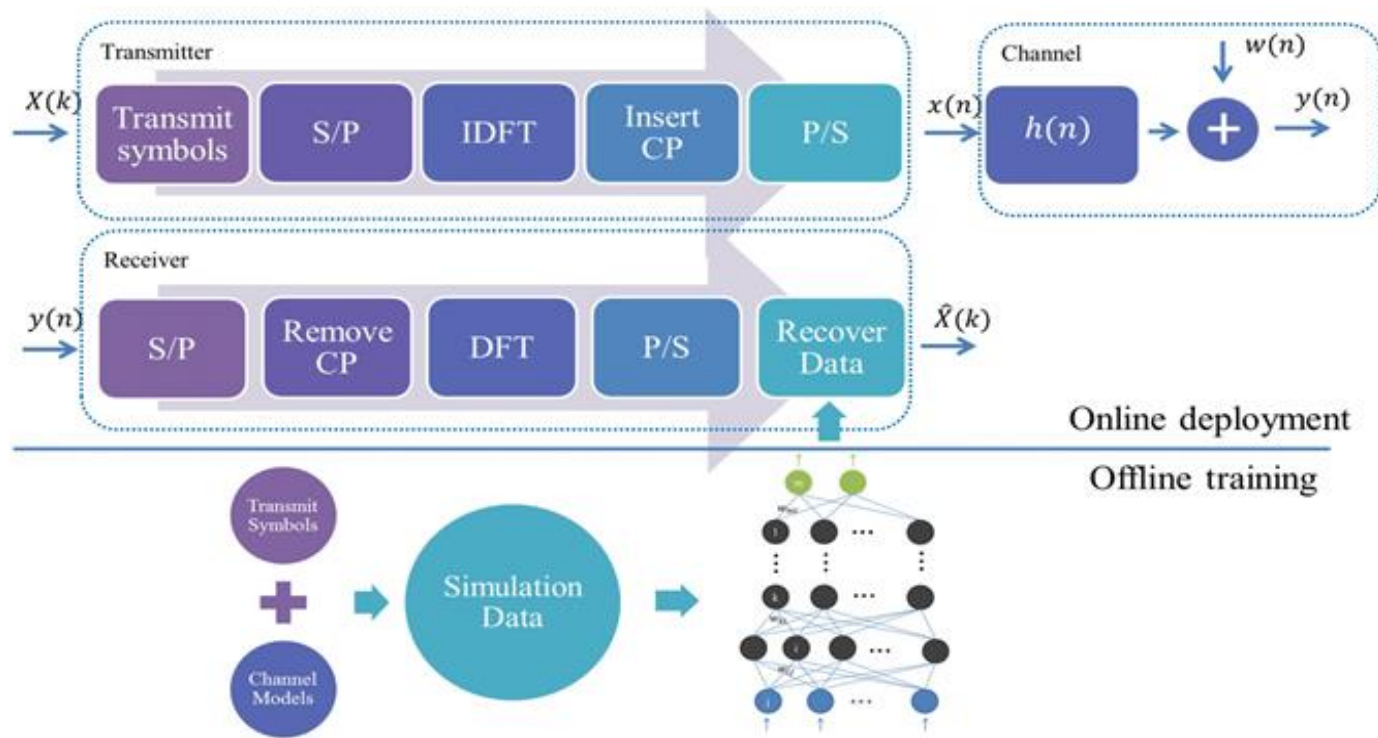 Transmitter
X(k)
Transmit
symbols
S/P
IDFT
Insert
CP
P/S
x(n)
Channel
h(n)
w(n)
+
y(n)
Receiver
y(n)
S/P
Remove
CP
DFT
P/S
Recover
Data
X̂(k)
Online deployment
Offline training
Transmit
Symbols
Channel
Models
Simulation
Data
l
...
k
...
i
...
j
...